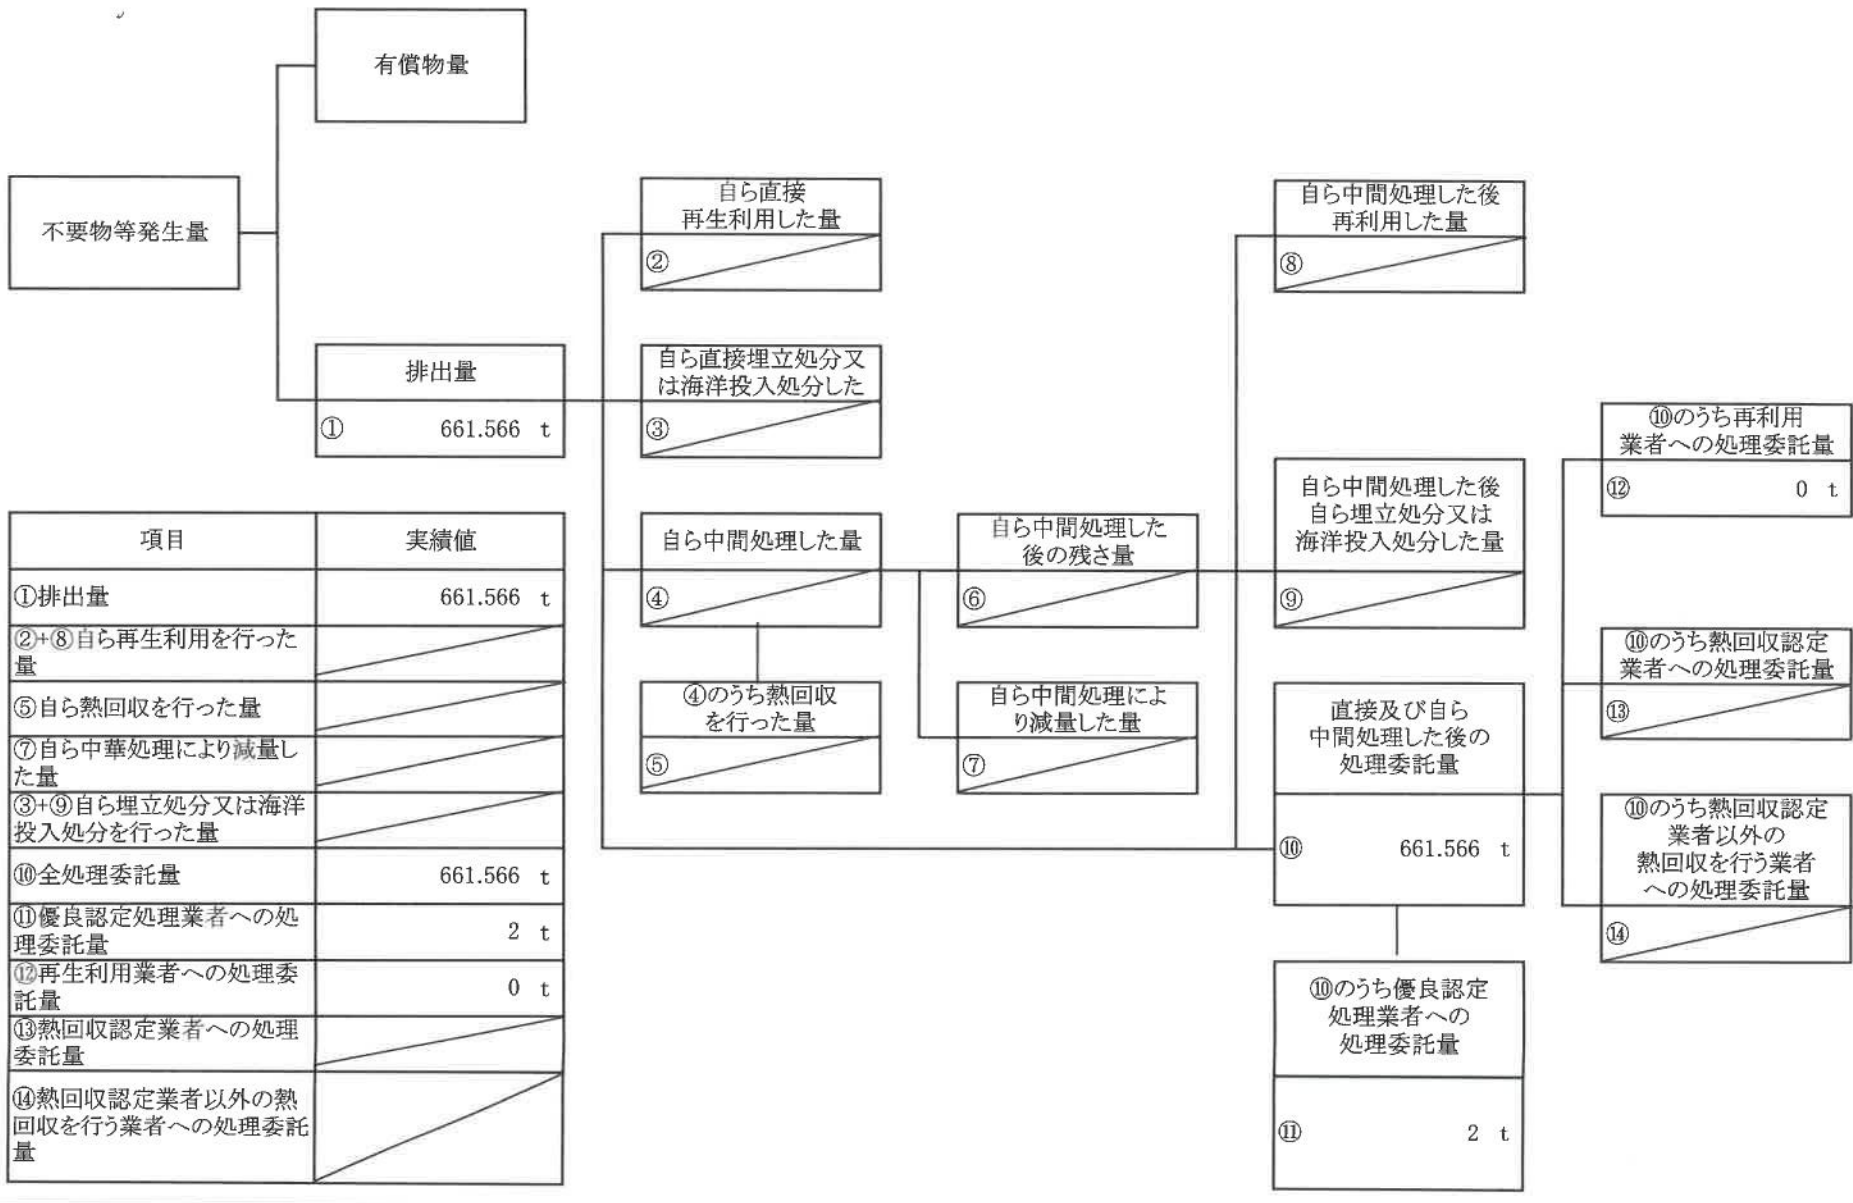 有償物量
不要物等発生量
自ら直接
再生利用した量
②
自ら中間処理した後
再利用した量
⑧
排出量
① 661.566 t
自ら直接埋立処分又
は海洋投入処分した
③
⑩のうち再利用
業者への処理委託量
⑫ 0 t
自ら中間処理した量
④
自ら中間処理した
後の残さ量
⑥
自ら中間処理した後
自ら埋立処分又は
海洋投入処分した量
⑨
④のうち熱回収
を行った量
⑤
自ら中間処理によ
り減量した量
⑦
直接及び自ら
中間処理した後の
処理委託量
⑩ 661.566 t
⑩のうち熱回収認定
業者への処理委託量
⑬
⑩のうち熱回収認定
業者以外の
熱回収を行う業者
への処理委託量
⑭
⑩のうち優良認定
処理業者への
処理委託量
⑪ 2 t
項目 実績値
①排出量 661.566 t
②+⑧自ら再生利用を行った
量
⑤自ら熱回収を行った量
⑦自ら中華処理により減量し
た量
③+⑨自ら埋立処分又は海洋
投入処分を行った量
⑩全処理委託量 661.566 t
⑪優良認定処理業者への処
理委託量 2 t
⑫再生利用業者への処理委
託量 0 t
⑬熱回収認定業者への処理
委託量
⑭熱回収認定業者以外の熱
回収を行う業者への処理委託
量